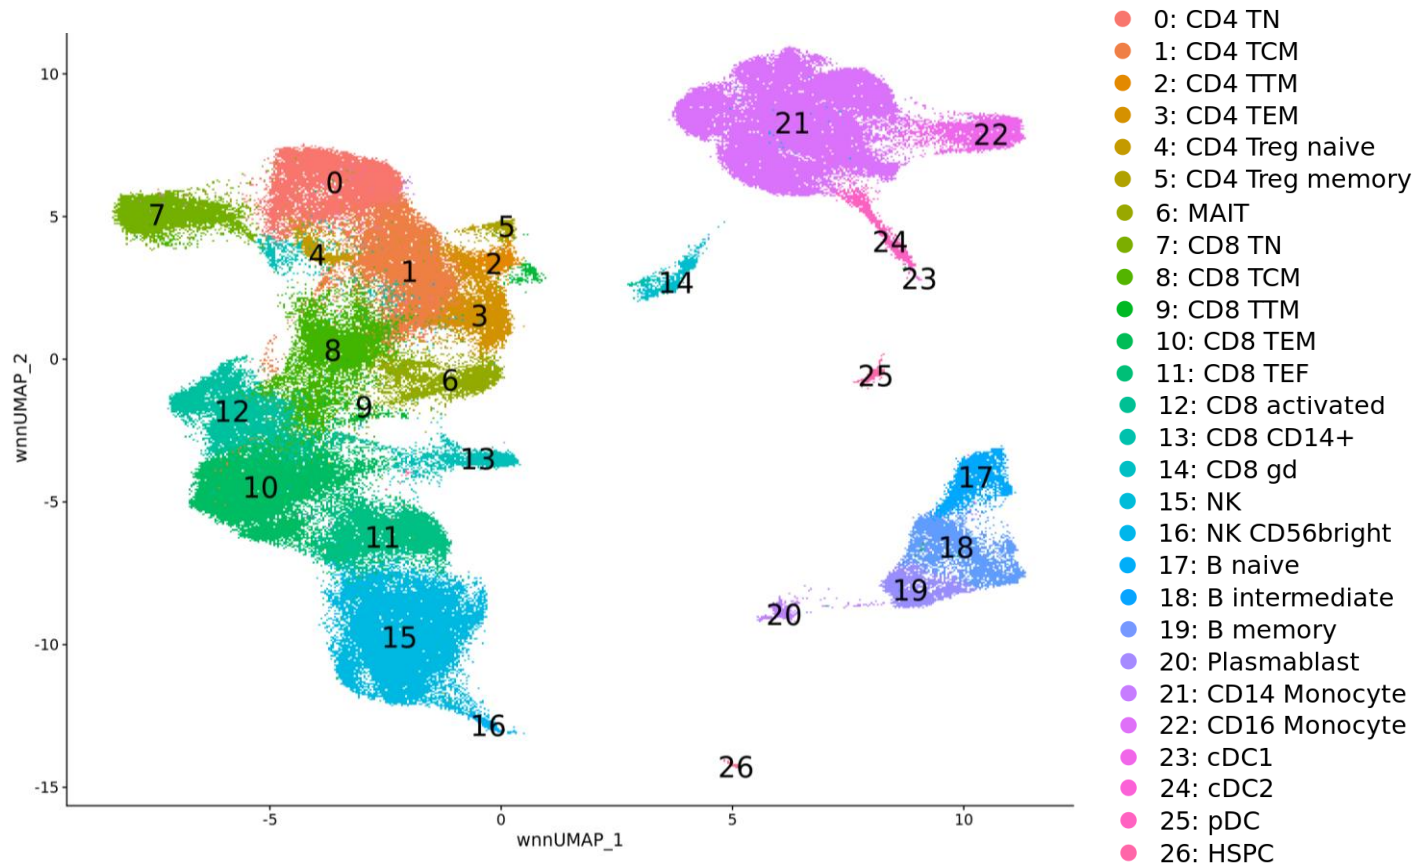 10
5
0
-5
-10
-15
-5
0
5
10
wnnUMAP_1
wnnUMAP_2
0
1
2
3
4
5
6
7
8
9
10
11
12
13
14
15
16
17
18
19
20
21
22
23
24
25
26
0: CD4 TN
1: CD4 TCM
2: CD4 TTM
3: CD4 TEM
4: CD4 Treg naive
5: CD4 Treg memory
6: MAIT
7: CD8 TN
8: CD8 TCM
9: CD8 TTM
10: CD8 TEM
11: CD8 TEF
12: CD8 activated
13: CD8 CD14+
14: CD8 gd
15: NK
16: NK CD56bright
17: B naive
18: B intermediate
19: B memory
20: Plasmablast
21: CD14 Monocyte
22: CD16 Monocyte
23: cDC1
24: cDC2
25: pDC
26: HSPC